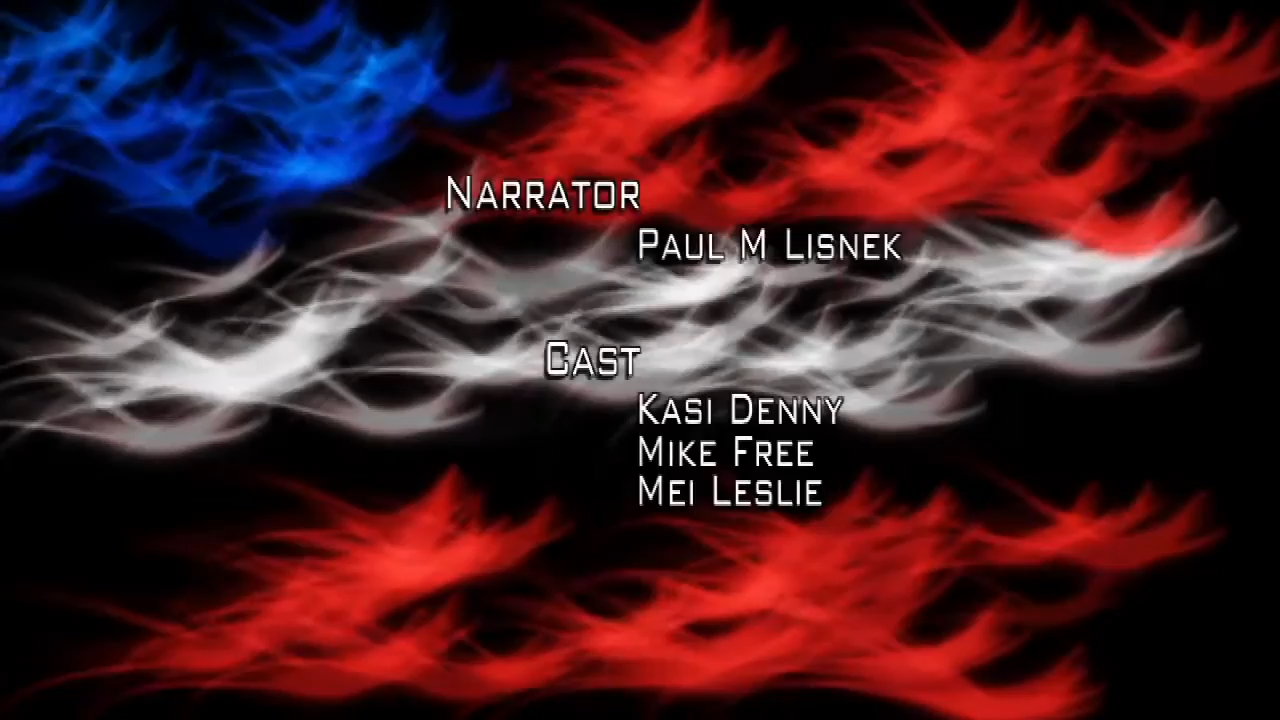 NARRATOR
PAUL M LISNEK
CAST
KASI DENNY
MIKE FREE
MEI LESLIE